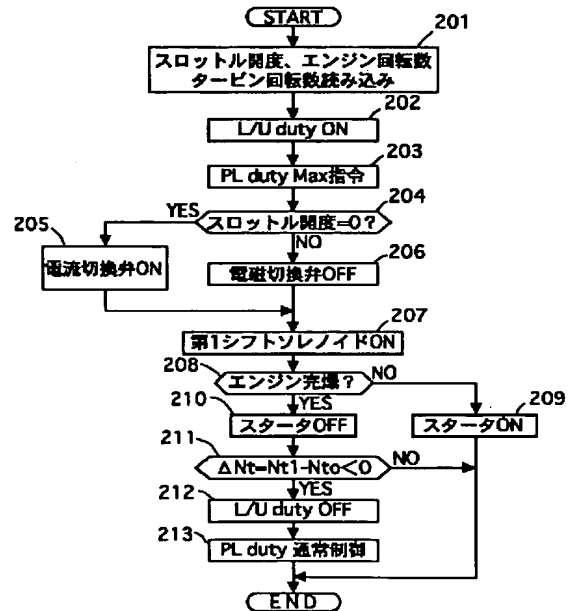 START
201
スロットル開度、エンジン回転数
タービン回転数読み込み
202
L/U duty ON
203
PL duty Max指令
204
YES
スロットル開度=0?
205
NO
206
電流切換弁ON
電磁切換弁OFF
207
第1シフトソレノイドON
208
エンジン完爆?
NO
209
210
YES
スタータOFF
スタータON
211
ΔNt=Nt1-Nto<0
NO
YES
212
L/U duty OFF
213
PL duty 通常制御
END